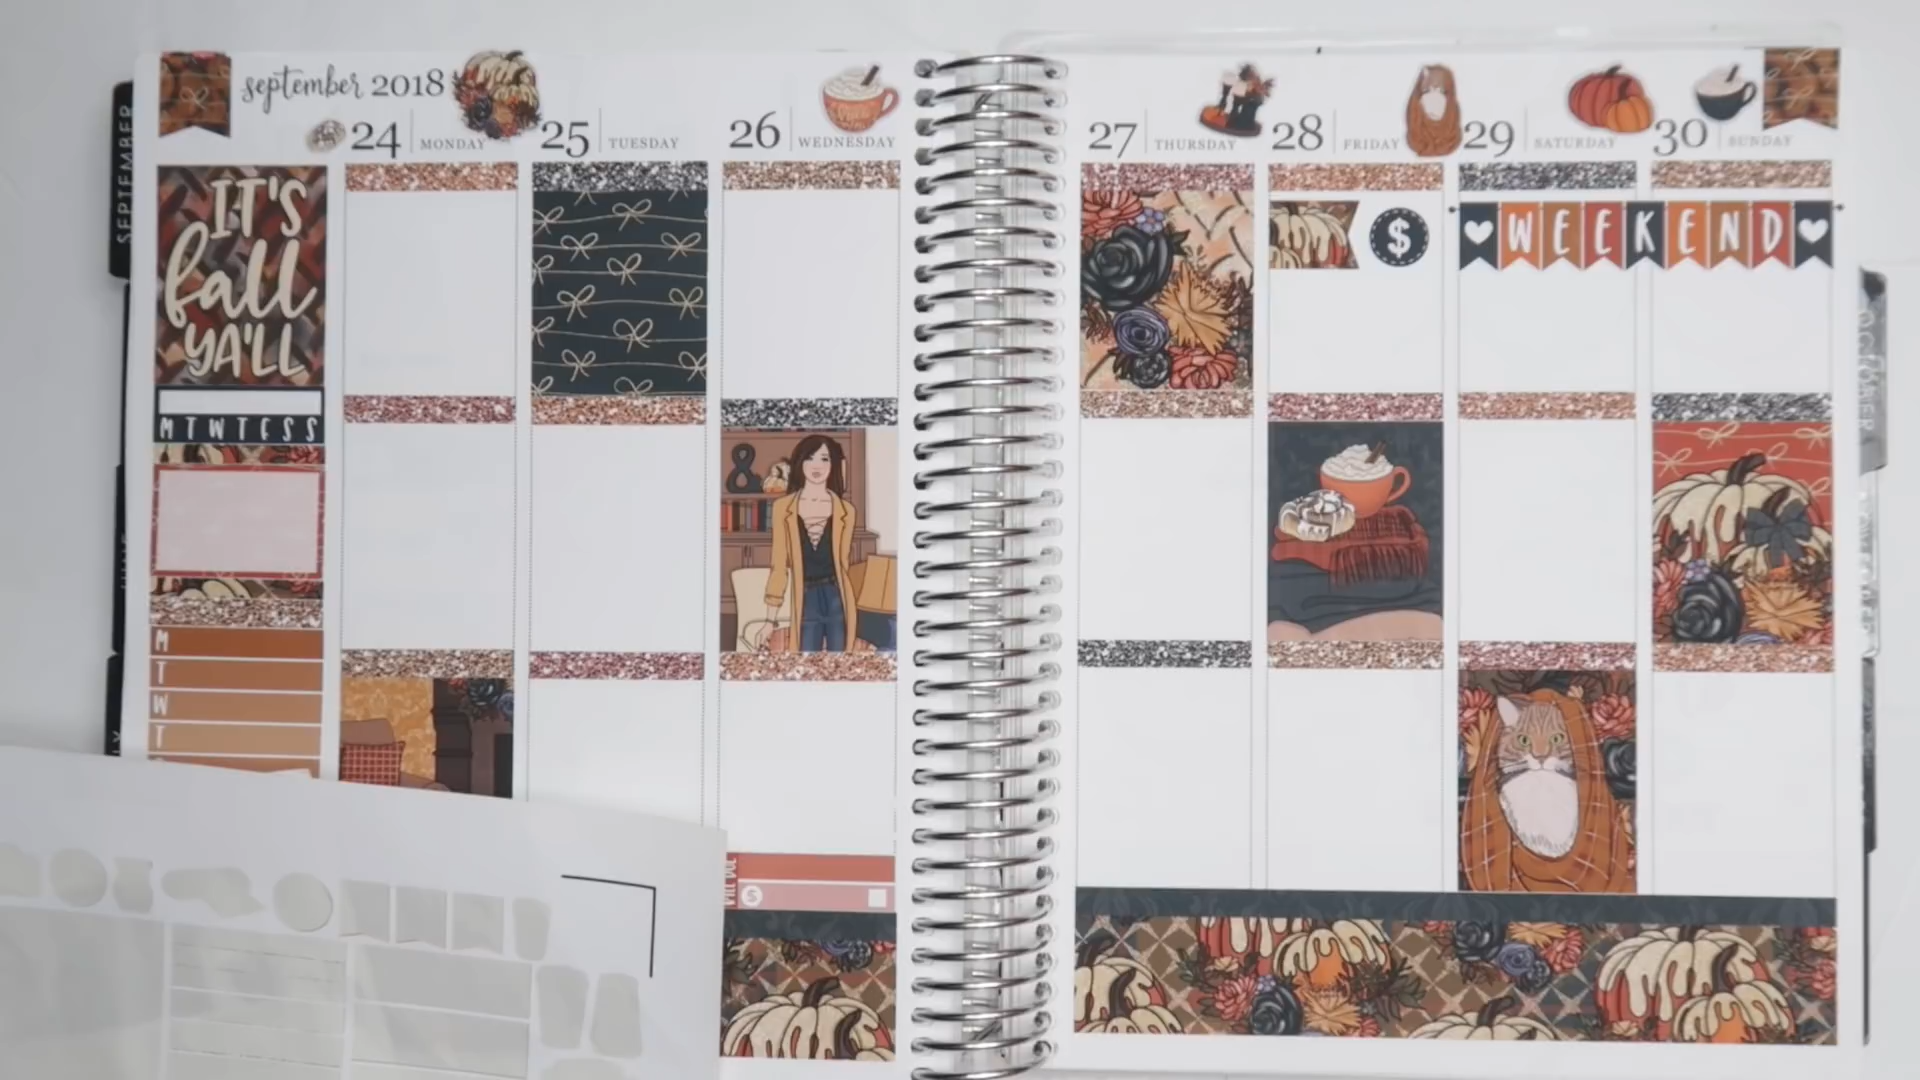 september 2018
24 MONDAY
25 TUESDAY
26 WEDNESDAY
27 THURSDAY
28 FRIDAY
29 SATURDAY
30 SUNDAY
SEPTEMBER
IT'S
fall
YA'LL
M T W T F S S
M
T
W
T
$
WEEKEND
&
$
OCTOBER